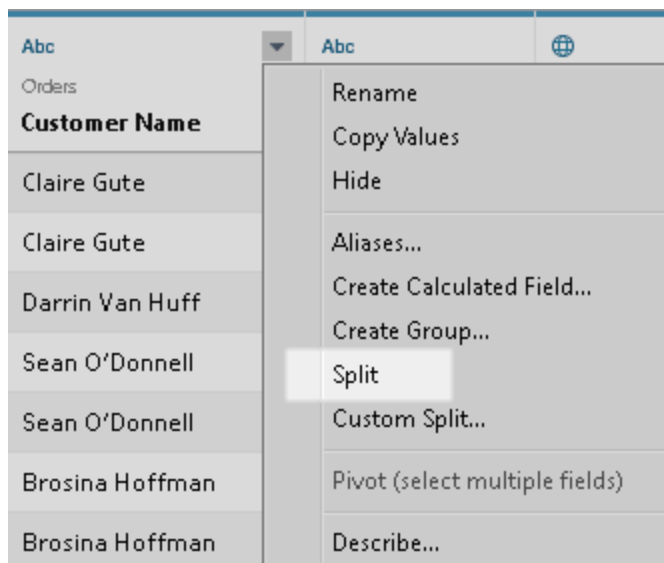 Abc
Abc
Orders
Customer Name
Claire Gute
Claire Gute
Darrin Van Huff
Sean O'Donnell
Sean O'Donnell
Brosina Hoffman
Brosina Hoffman
Rename
Copy Values
Hide
Aliases...
Create Calculated Field...
Create Group...
Split
Custom Split...
Pivot (select multiple fields)
Describe...